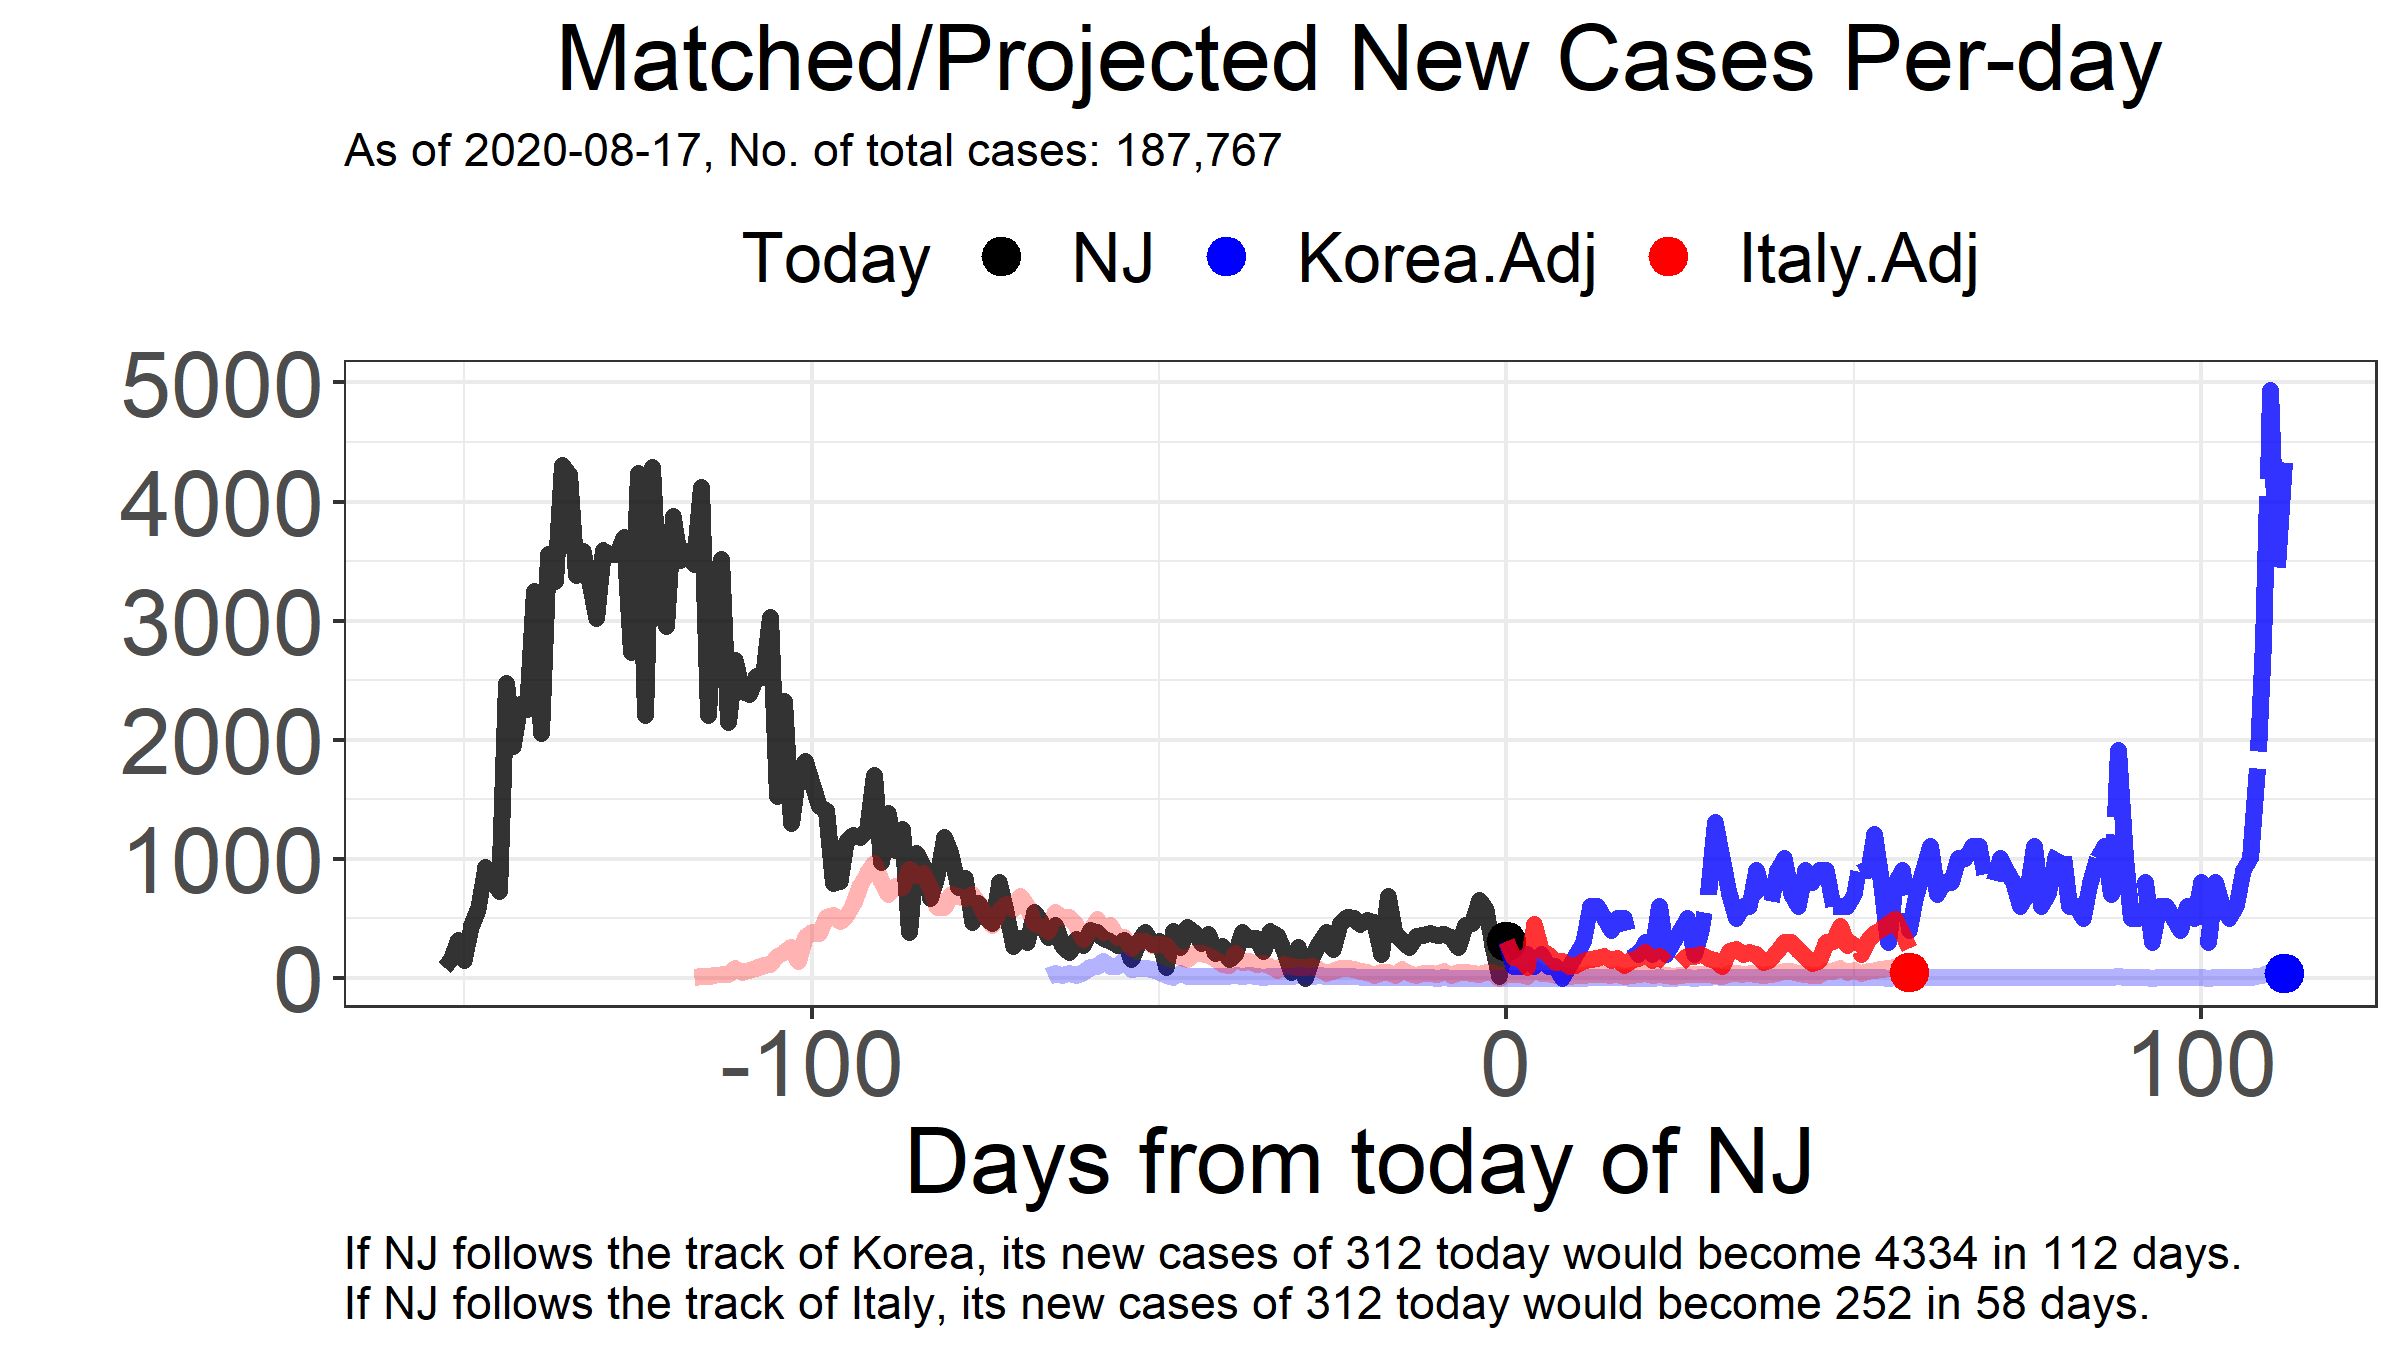 Matched/Projected New Cases Per-day
As of 2020-08-17, No. of total cases: 187,767
Today NJ Korea.Adj Italy.Adj
5000
4000
3000
2000
1000
0
-100 0 100
Days from today of NJ
If NJ follows the track of Korea, its new cases of 312 today would become 4334 in 112 days.
If NJ follows the track of Italy, its new cases of 312 today would become 252 in 58 days.